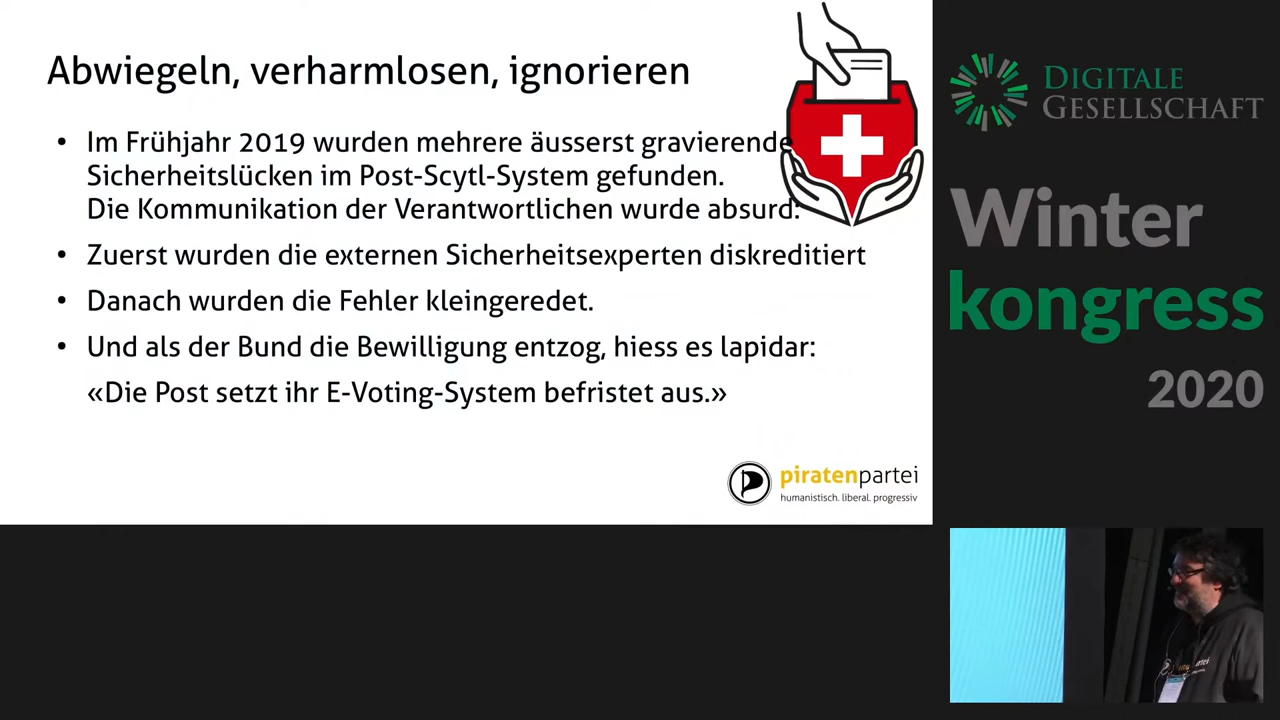 Abwiegeln, verharmlosen, ignorieren
• Im Frühjahr 2019 wurden mehrere äusserst gravierende
Sicherheitslücken im Post-Scytl-System gefunden.
Die Kommunikation der Verantwortlichen wurde absurd:
• Zuerst wurden die externen Sicherheitsexperten diskreditiert
• Danach wurden die Fehler kleingeredet.
• Und als der Bund die Bewilligung entzog, hiess es lapidar:
«Die Post setzt ihr E-Voting-System befristet aus.»
piratenpartei
humanistisch. liberal. progressiv
DIGITALE
GESELLSCHAFT
Winter
kongress
2020